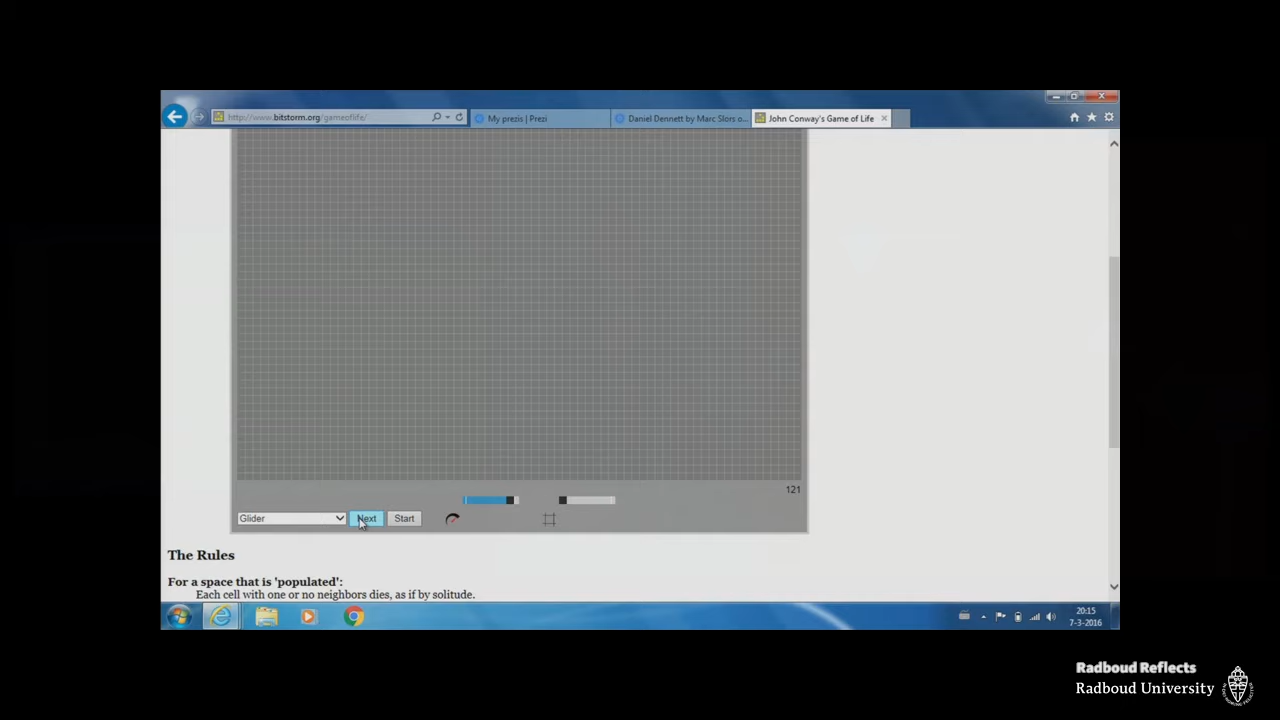 http://www.bitstorm.org/gameoflife/
My prezis | Prezi
Daniel Dennett by Marc Slors o...
John Conway's Game of Life
121
Glider
Next
Start
The Rules
For a space that is 'populated':
Each cell with one or no neighbors dies, as if by solitude.
20:15
7-3-2016
Radboud Reflects
Radboud University